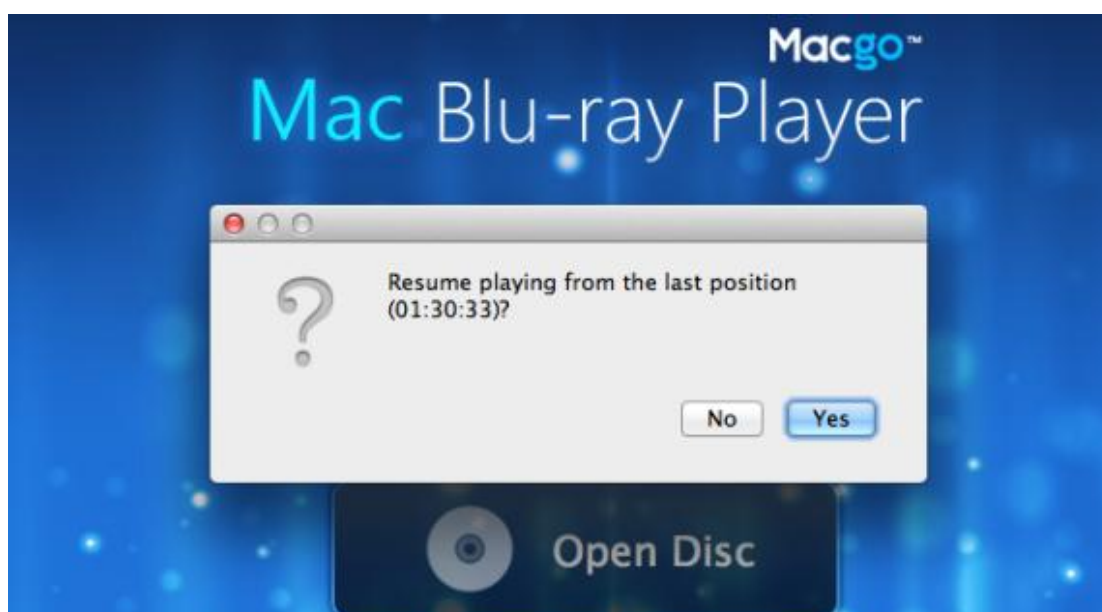 Macgo™
Mac Blu-ray Player
Resume playing from the last position
(01:30:33)?
No Yes
Open Disc